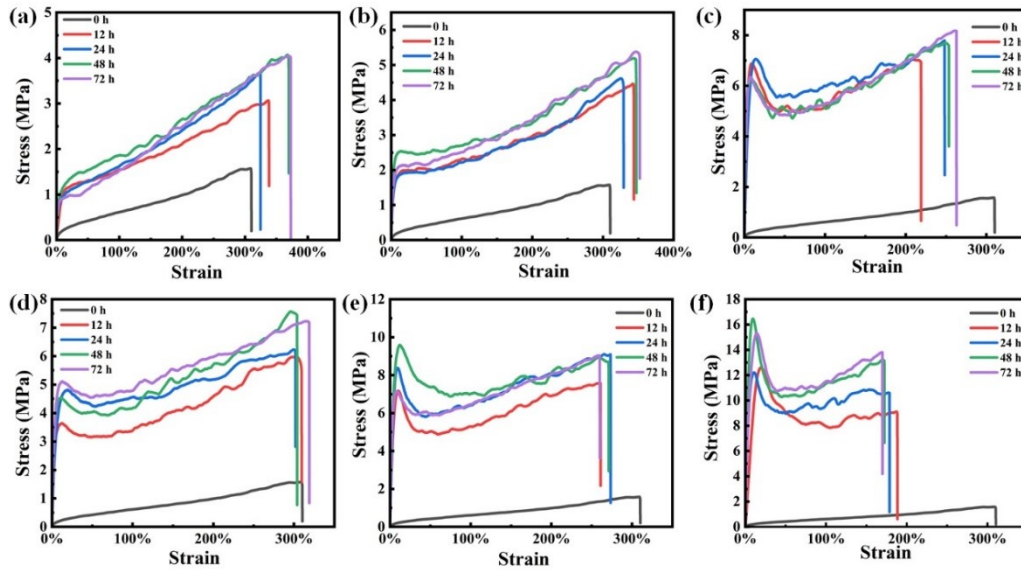 (a)
0 h
12 h
24 h
48 h
72 h
5
4
3
2
1
0
0% 100% 200% 300% 400%
Stress (MPa)
Strain
(b)
0 h
12 h
24 h
48 h
72 h
6
5
4
3
2
1
0
0% 100% 200% 300% 400%
Stress (MPa)
Strain
(c)
0 h
12 h
24 h
48 h
72 h
8
6
4
2
0
0% 100% 200% 300%
Stress (MPa)
Strain
(d)
0 h
12 h
24 h
48 h
72 h
8
7
6
5
4
3
2
1
0
0% 100% 200% 300%
Stress (MPa)
Strain
(e)
0 h
12 h
24 h
48 h
72 h
12
10
8
6
4
2
0
0% 100% 200% 300%
Stress (MPa)
Strain
(f)
0 h
12 h
24 h
48 h
72 h
18
16
14
12
10
8
6
4
2
0
0% 100% 200% 300%
Stress (MPa)
Strain